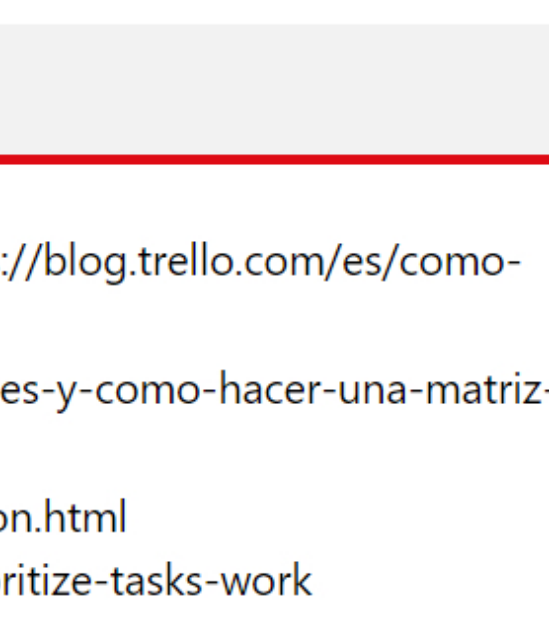 ://blog.trello.com/es/como-
es-y-como-hacer-una-matriz-
on.html
ritize-tasks-work